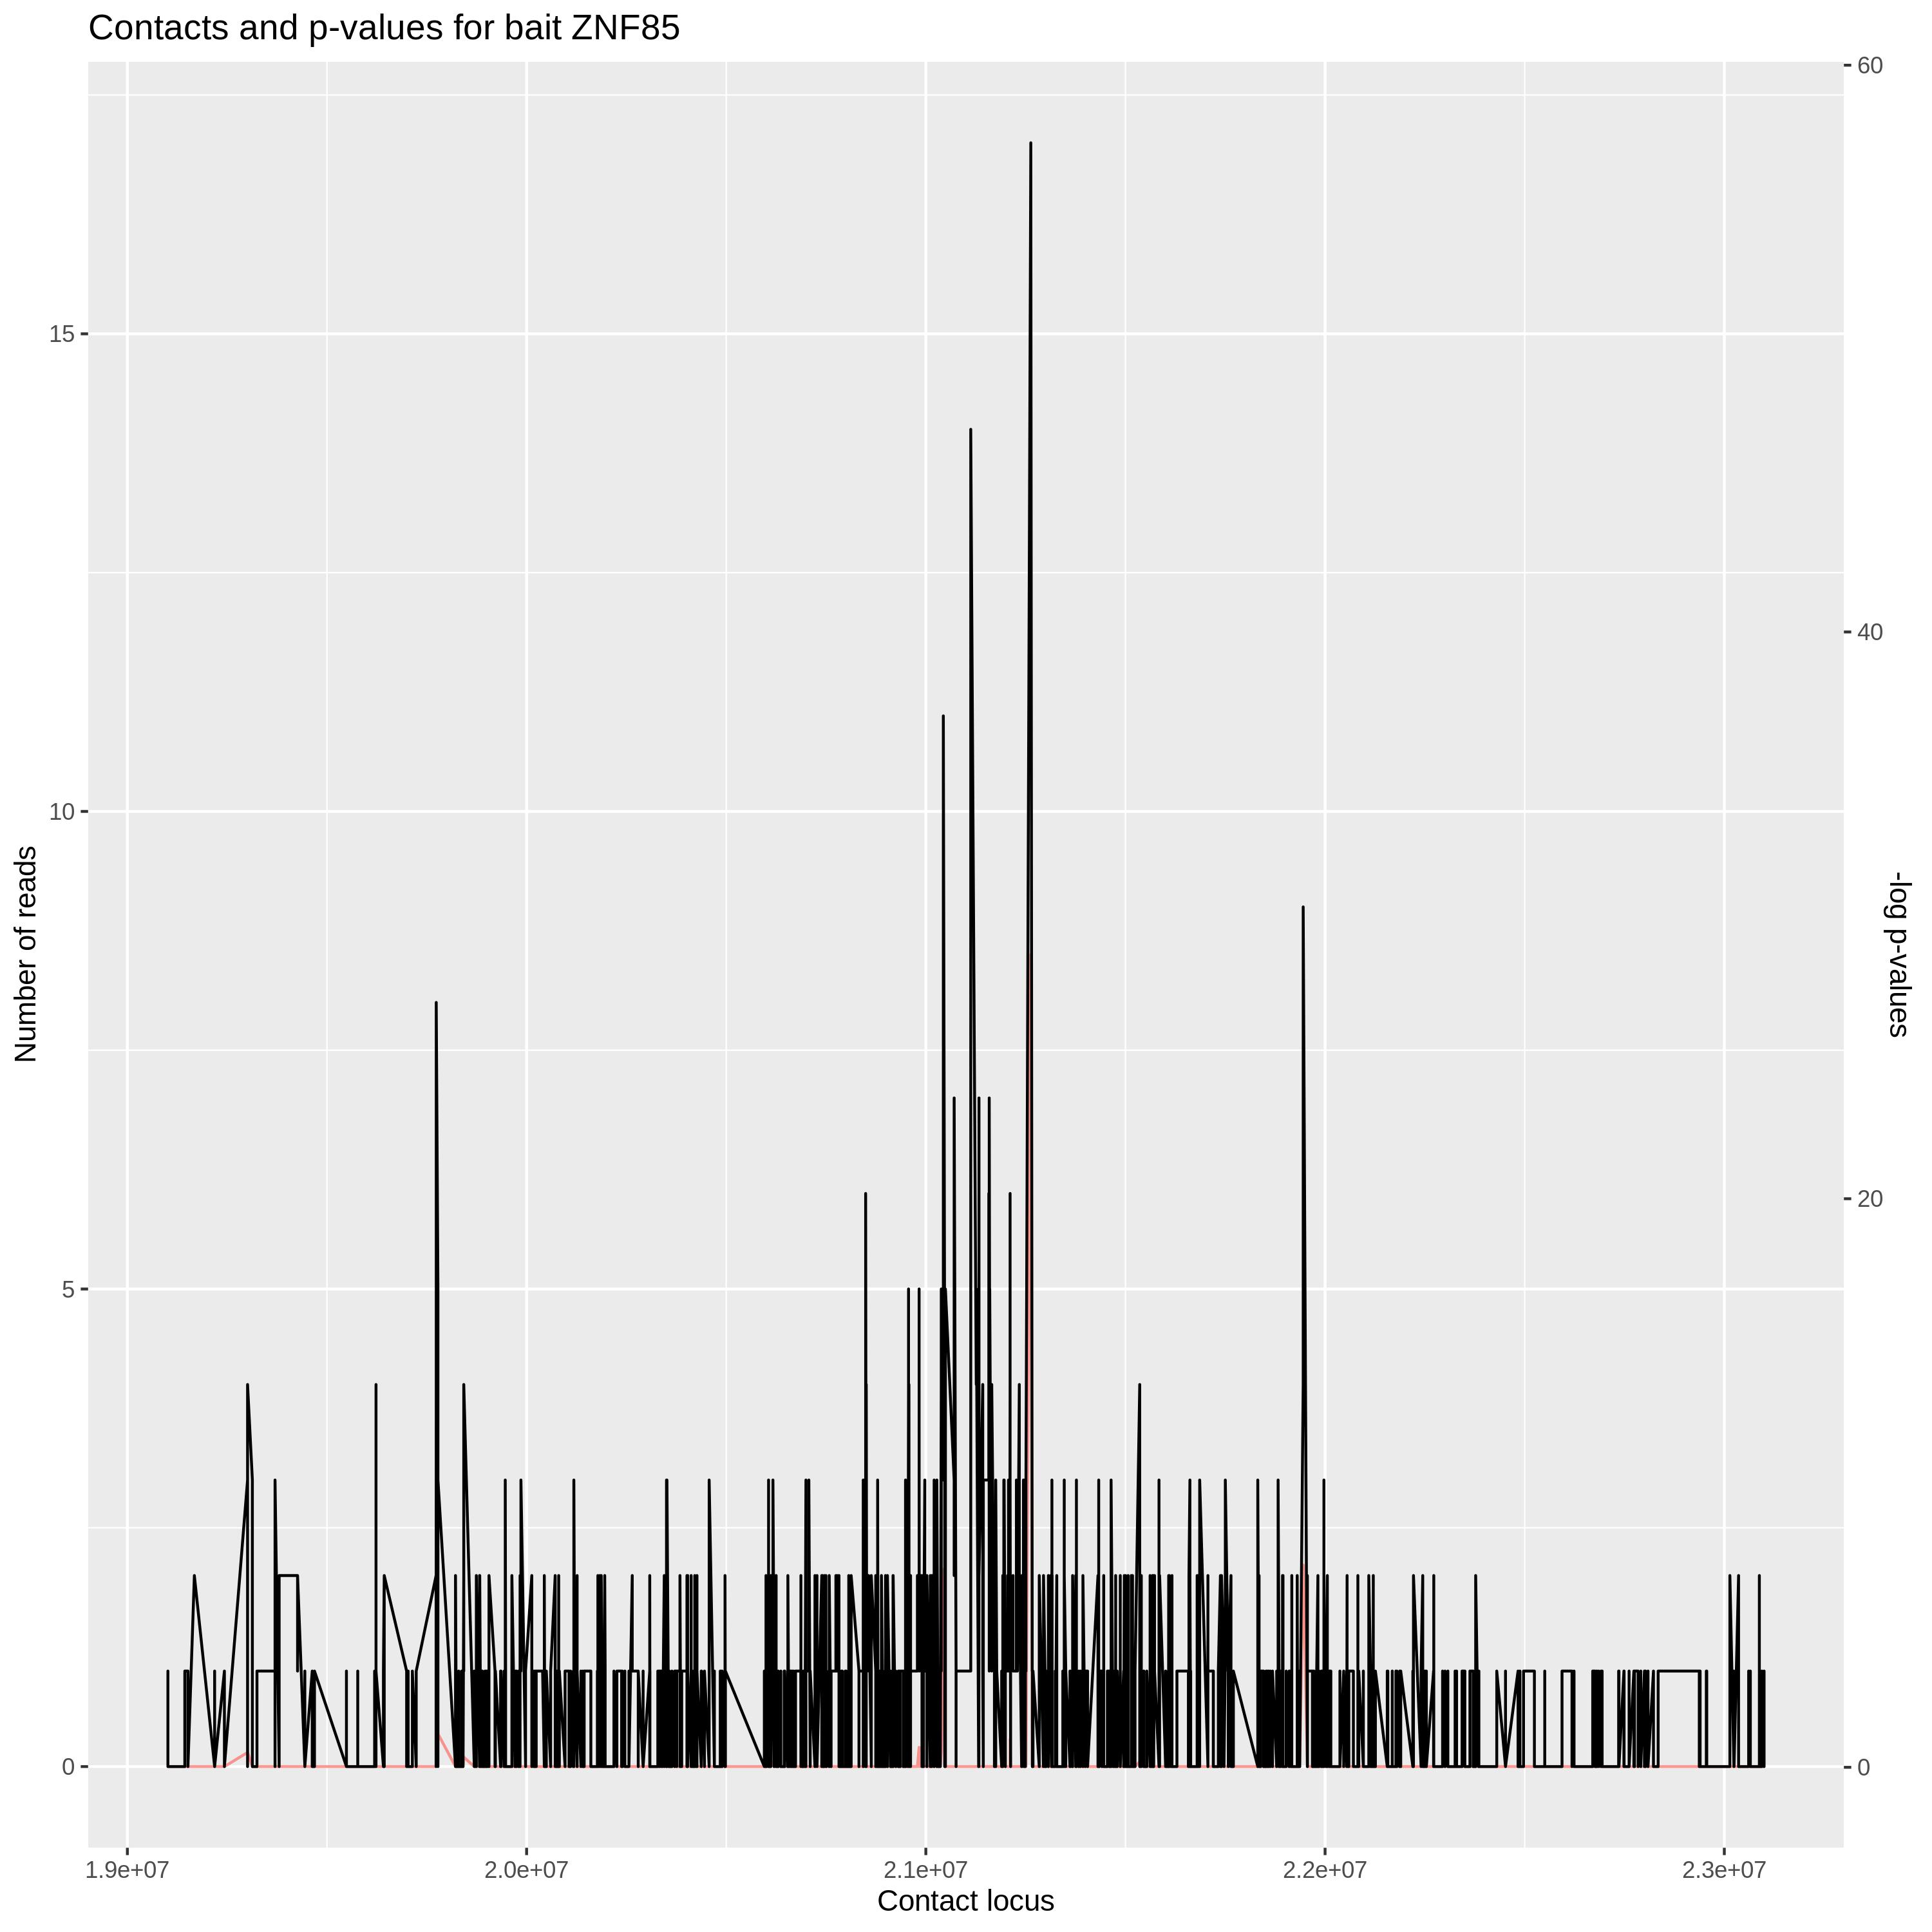 Contacts and p-values for bait ZNF85
60
15
40
10
Number of reads
-log p-values
20
5
0
0
1.9e+07 2.0e+07 2.1e+07 2.2e+07 2.3e+07
Contact locus